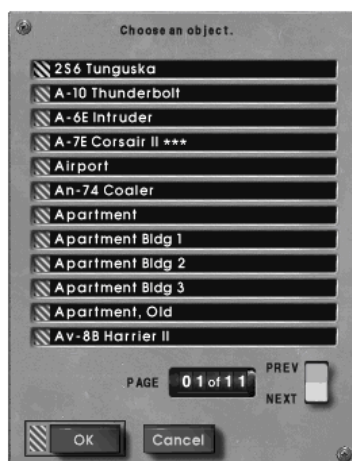 Choose an object.
2S6 Tunguska
A-10 Thunderbolt
A-6E Intruder
A-7E Corsair II ***
Airport
An-74 Coaler
Apartment
Apartment Bldg 1
Apartment Bldg 2
Apartment Bldg 3
Apartment, Old
Av-8B Harrier II
PREV
PAGE 01 of 11
NEXT
OK Cancel